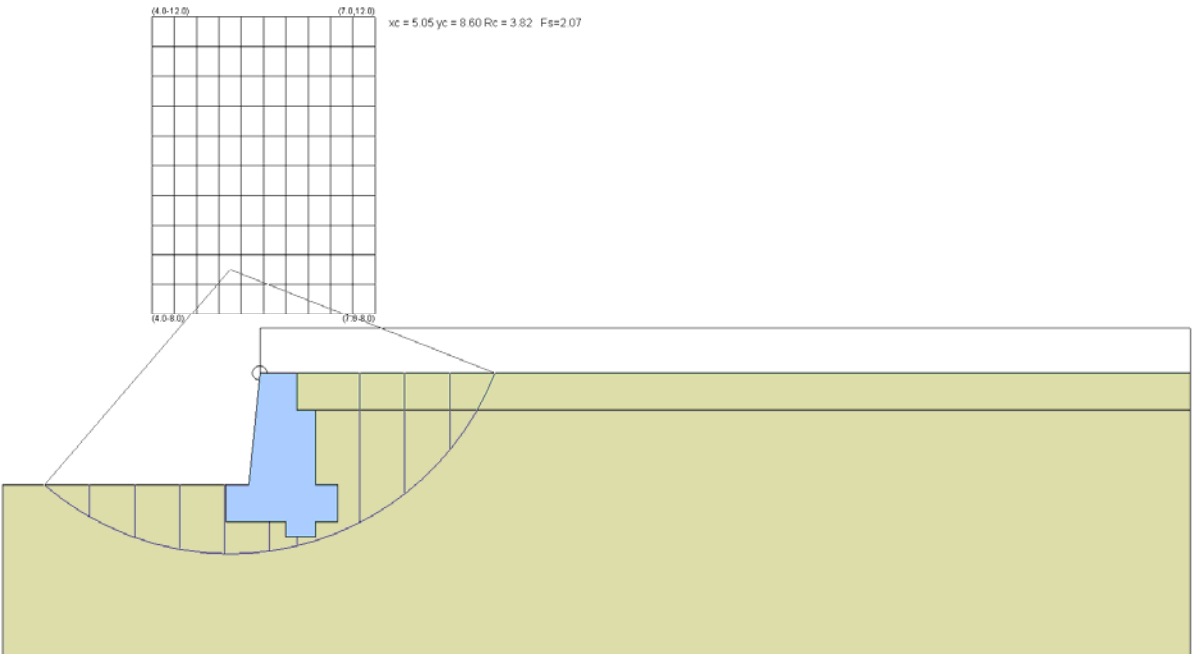 (4.0-12.0)
(7.0,12.0)
xc = 5.05 yc = 8.60 Rc = 3.82 Fs=2.07
(4.0-8.0)
(7.0-8.0)